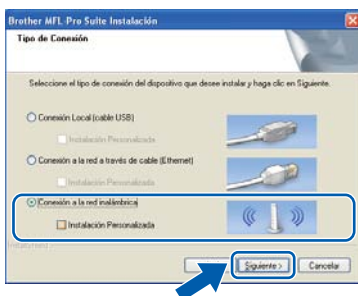 Brother MFL-Pro Suite Instalación
Tipo de Conexión
Seleccione el tipo de conexión del dispositivo que desee instalar y haga clic en Siguiente.
Conexión Local (cable USB)
Instalación Personalizada
Conexión a la red a través de cable (Ethernet)
Instalación Personalizada
Conexión a la red inalámbrica
Instalación Personalizada
InstallShield
Siguiente >
Cancelar